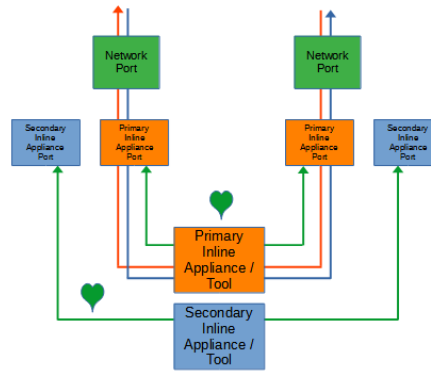 Network
Port
Network
Port
Secondary
Inline
Appliance
Port
Primary
Inline
Appliance
Port
Primary
Inline
Appliance
Port
Secondary
Inline
Appliance
Port
Primary
Inline
Appliance /
Tool
Secondary
Inline
Appliance /
Tool